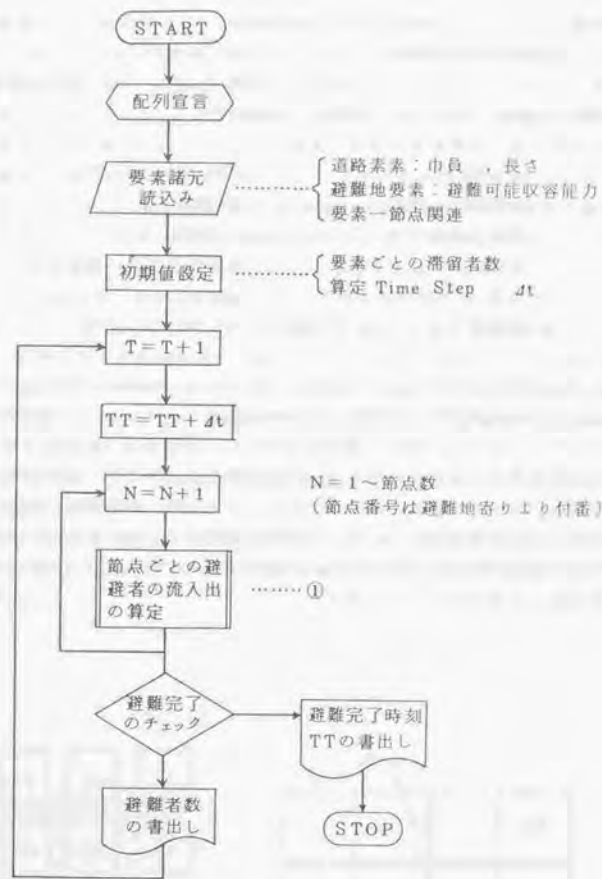 START
配列宣言
要素諸元
読込み
道路素素：巾員 ，長さ
避難地要素：避難可能収容能力
要素一節点関連
初期値設定
要素ごとの滞留者数
算定 Time Step Δt
T＝T＋1
TT＝TT＋Δt
N＝N＋1
N＝1～節点数
（節点番号は避難地寄りより付番）
節点ごとの避
避者の流入出
の算定
………①
避難完了
のチェック
避難完了時刻
TTの書出し
避難者数
の書出し
STOP